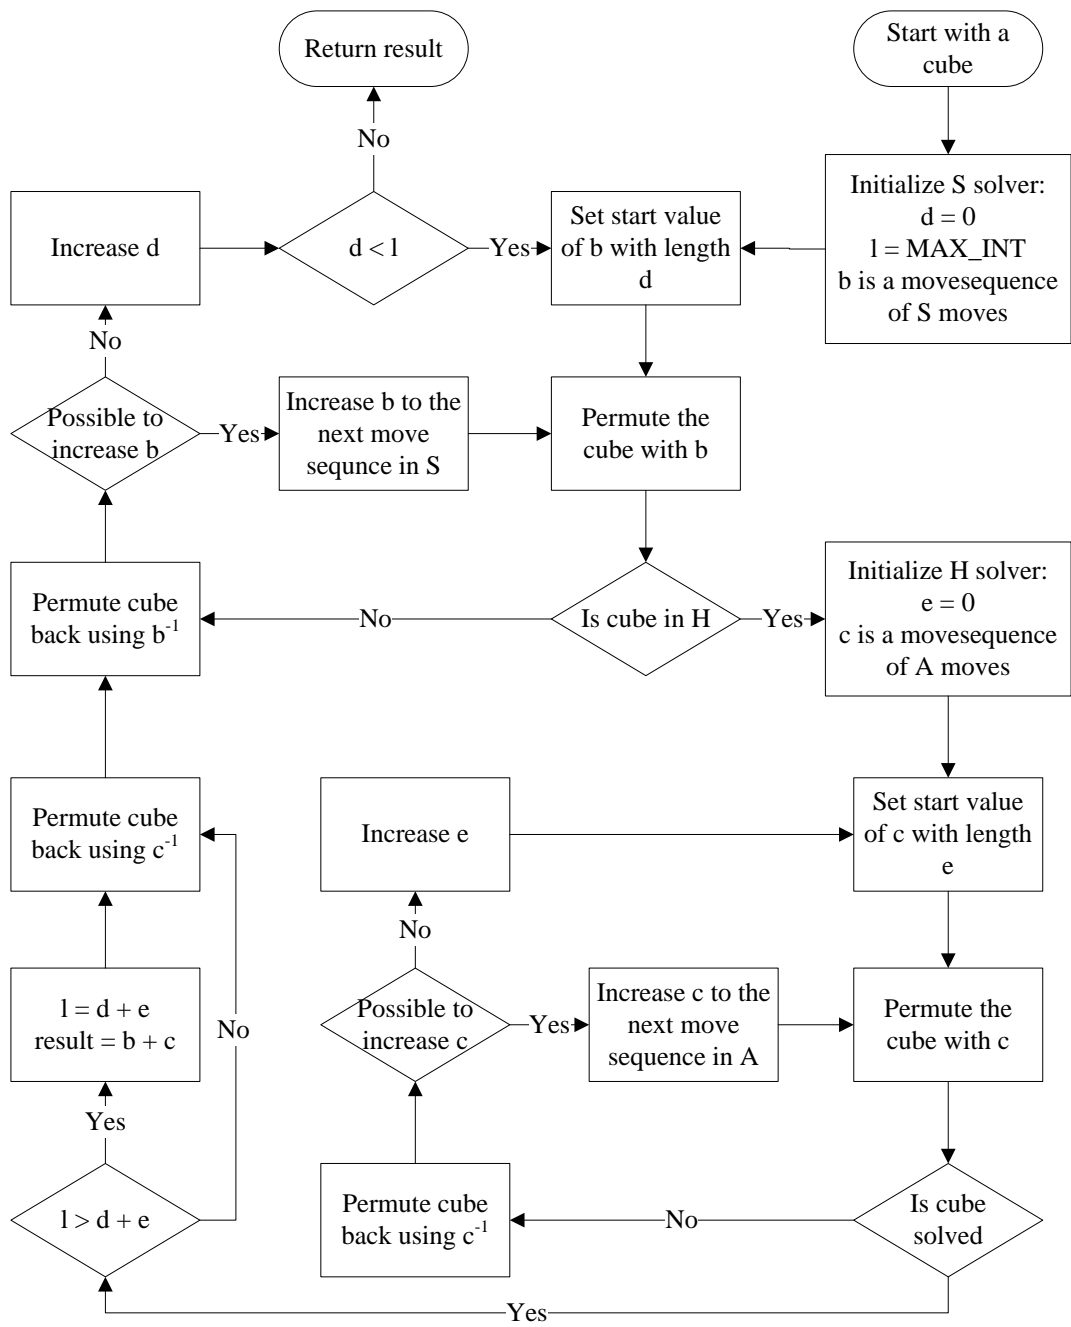 Return result
Start with a
cube
No
Initialize S solver:
d = 0
l = MAX_INT
b is a movesequence
of S moves
Increase d
d < l
Yes
Set start value
of b with length
d
No
Possible to
increase b
Yes
Increase b to the
next move
sequnce in S
Permute the
cube with b
Permute cube
back using b⁻¹
No
Is cube in H
Yes
Initialize H solver:
e = 0
c is a movesequence
of A moves
Permute cube
back using c⁻¹
Increase e
Set start value
of c with length
e
No
l = d + e
result = b + c
No
Possible to
increase c
Yes
Increase c to the
next move
sequence in A
Permute the
cube with c
Yes
l > d + e
Permute cube
back using c⁻¹
No
Is cube
solved
Yes